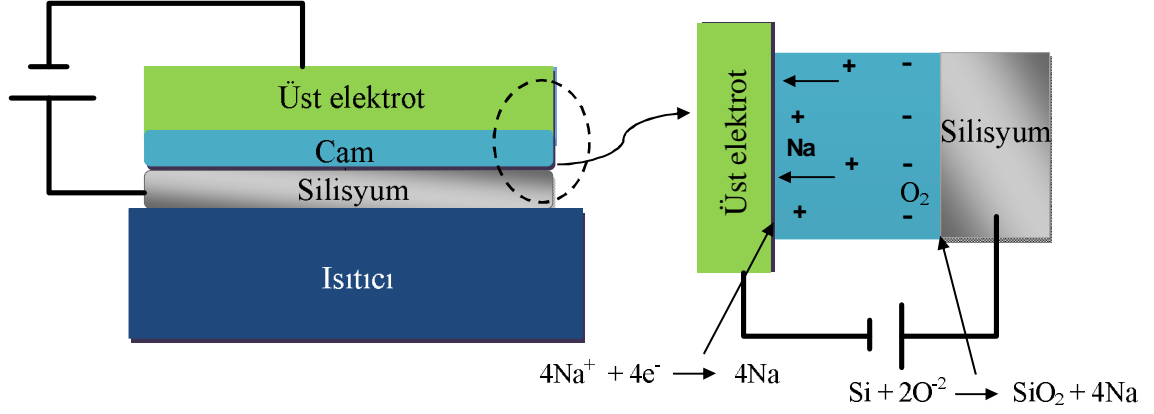 Üst elektrot
Cam
Silisyum
Isıtıcı
Üst elektrot
+
-
+
-
Na
+
-
O₂
+
-
Silisyum
4Na⁺ + 4e⁻ → 4Na
Si + 2O⁻² → SiO₂ + 4Na